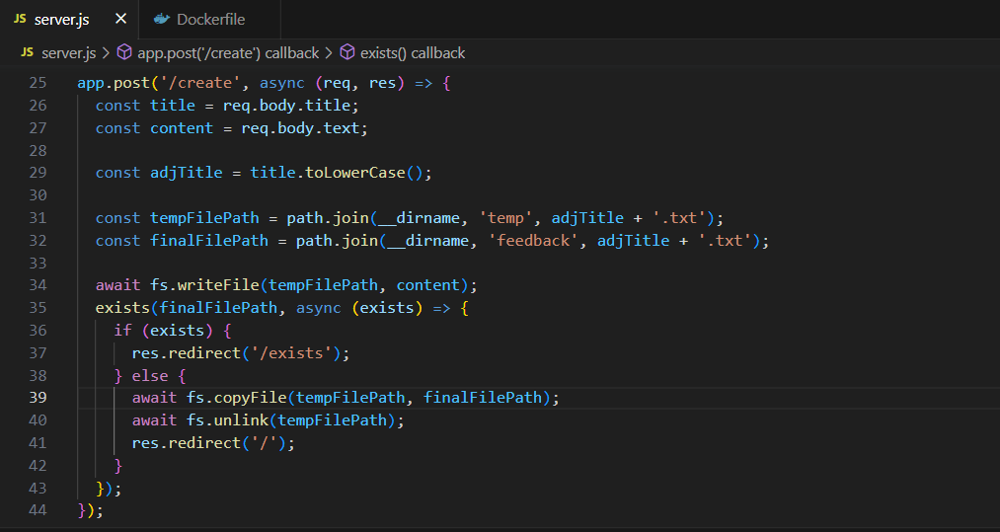 JS server.js × Dockerfile
JS server.js > app.post('/create') callback > exists() callback
25 app.post('/create', async (req, res) => {
26 const title = req.body.title;
27 const content = req.body.text;
28
29 const adjTitle = title.toLowerCase();
30
31 const tempFilePath = path.join(__dirname, 'temp', adjTitle + '.txt');
32 const finalFilePath = path.join(__dirname, 'feedback', adjTitle + '.txt');
33
34 await fs.writeFile(tempFilePath, content);
35 exists(finalFilePath, async (exists) => {
36 if (exists) {
37 res.redirect('/exists');
38 } else {
39 await fs.copyFile(tempFilePath, finalFilePath);
40 await fs.unlink(tempFilePath);
41 res.redirect('/');
42 }
43 });
44 });